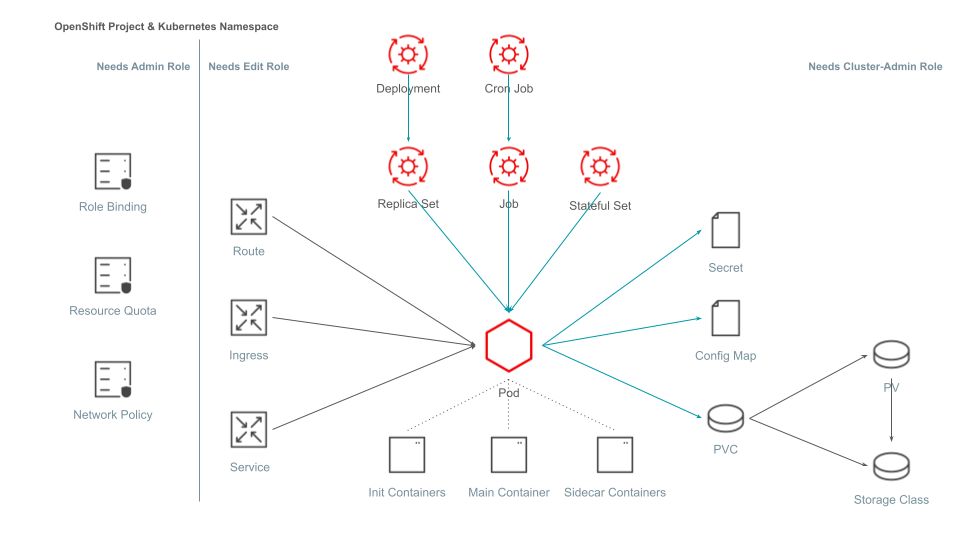 OpenShift Project & Kubernetes Namespace
Needs Admin Role
Needs Edit Role
Needs Cluster-Admin Role
Deployment
Cron Job
Role Binding
Replica Set
Job
Stateful Set
Route
Secret
Resource Quota
Ingress
Config Map
PV
Pod
Network Policy
PVC
Service
Init Containers
Main Container
Sidecar Containers
Storage Class